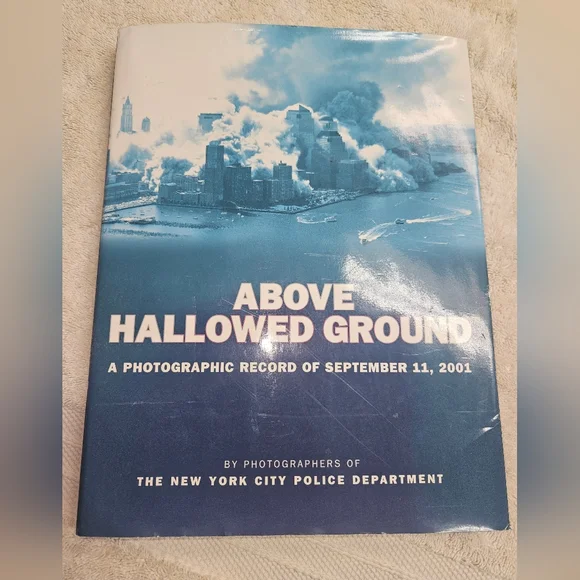 ABOVE
HALLOWED GROUND
A PHOTOGRAPHIC RECORD OF SEPTEMBER 11, 2001
BY PHOTOGRAPHERS OF
THE NEW YORK CITY POLICE DEPARTMENT